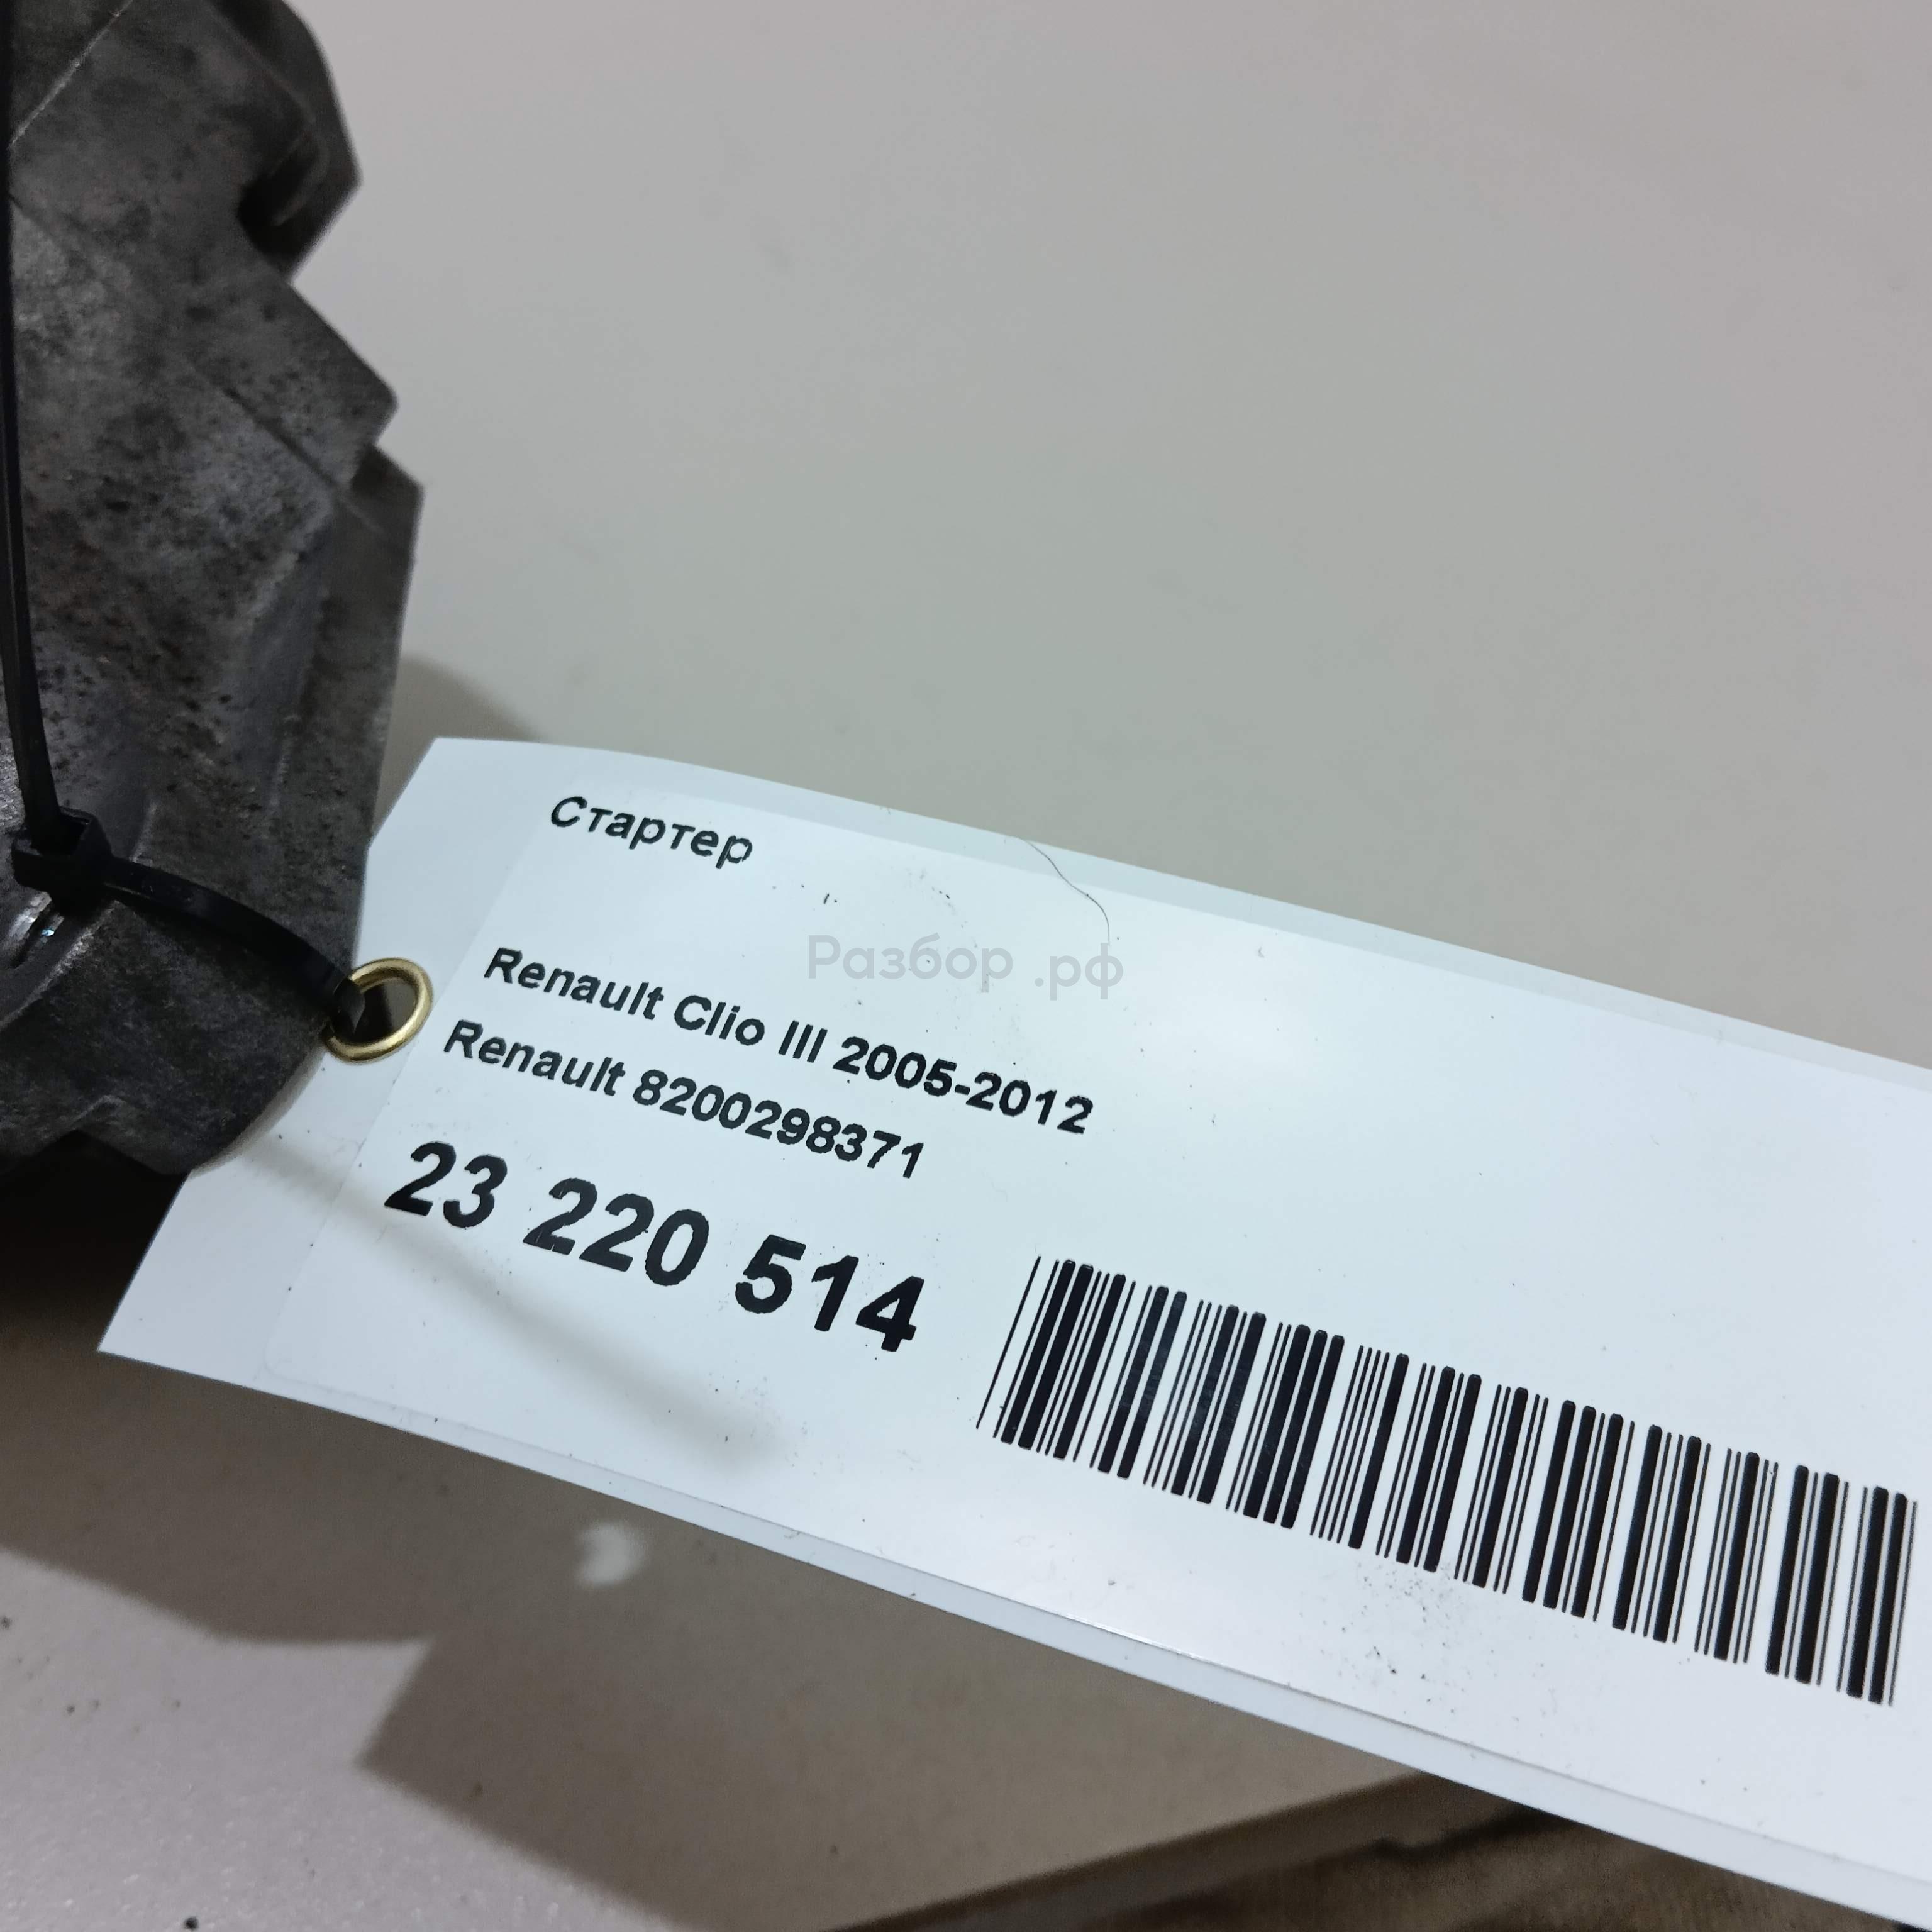 Стартер
Разбор.рф
Renault Clio III 2005-2012
Renault 8200298371
23 220 514